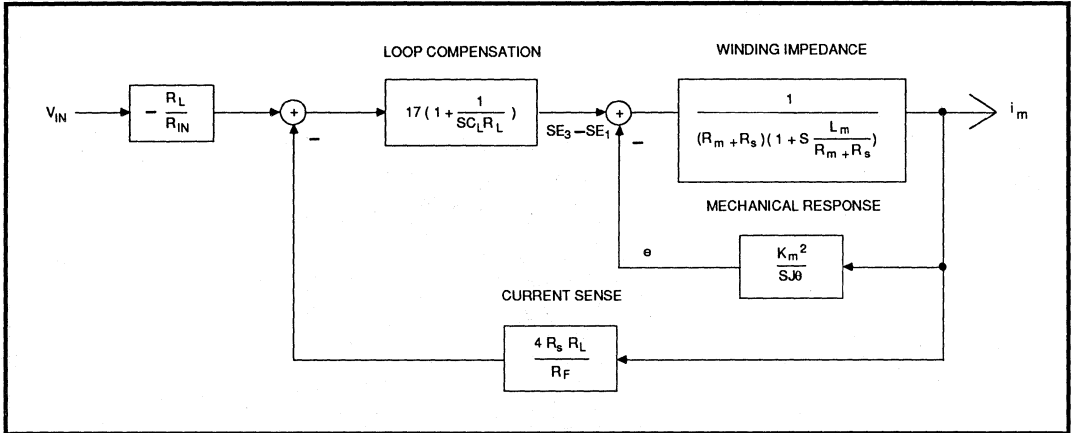 LOOP COMPENSATION
WINDING IMPEDANCE
V_IN
- R_L / R_IN
+
−
17 ( 1 + 1 / SC_L R_L )
SE_3 − SE_1
+
−
1 / (R_m + R_s) ( 1 + S L_m / R_m + R_s )
i_m
MECHANICAL RESPONSE
e
K_m^2 / SJθ
CURRENT SENSE
4 R_s R_L / R_F